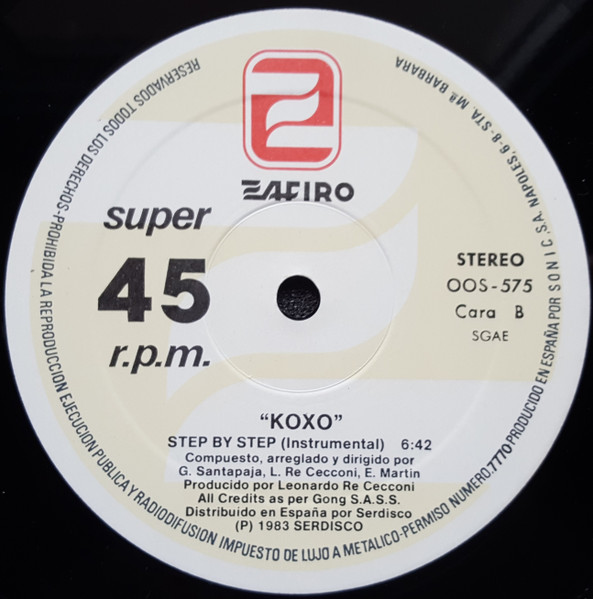 ZAFIRO
super
45
r.p.m.
STEREO
OOS-575
Cara B
SGAE
"KOXO"
STEP BY STEP (Instrumental) 6:42
Compuesto, arreglado y dirigido por
G. Santapaja, L. Re Cecconi, E. Martin
Producido por Leonardo Re Cecconi
All Credits as per Gong S.A.S.S.
Distribuido en España por Serdisco
(P) 1983 SERDISCO
RESERVADOS TODOS LOS DERECHOS-PROHIBIDA LA REPRODUCCION EJECUCION PUBLICA Y RADIODIFUSION IMPUESTO DE LUJO A METALICO-PERMISO NUMERO.7770 PRODUCIDO EN ESPAÑA POR SONIC,S.A. NAPOLES,6-8-STA. Mª. BARBARA